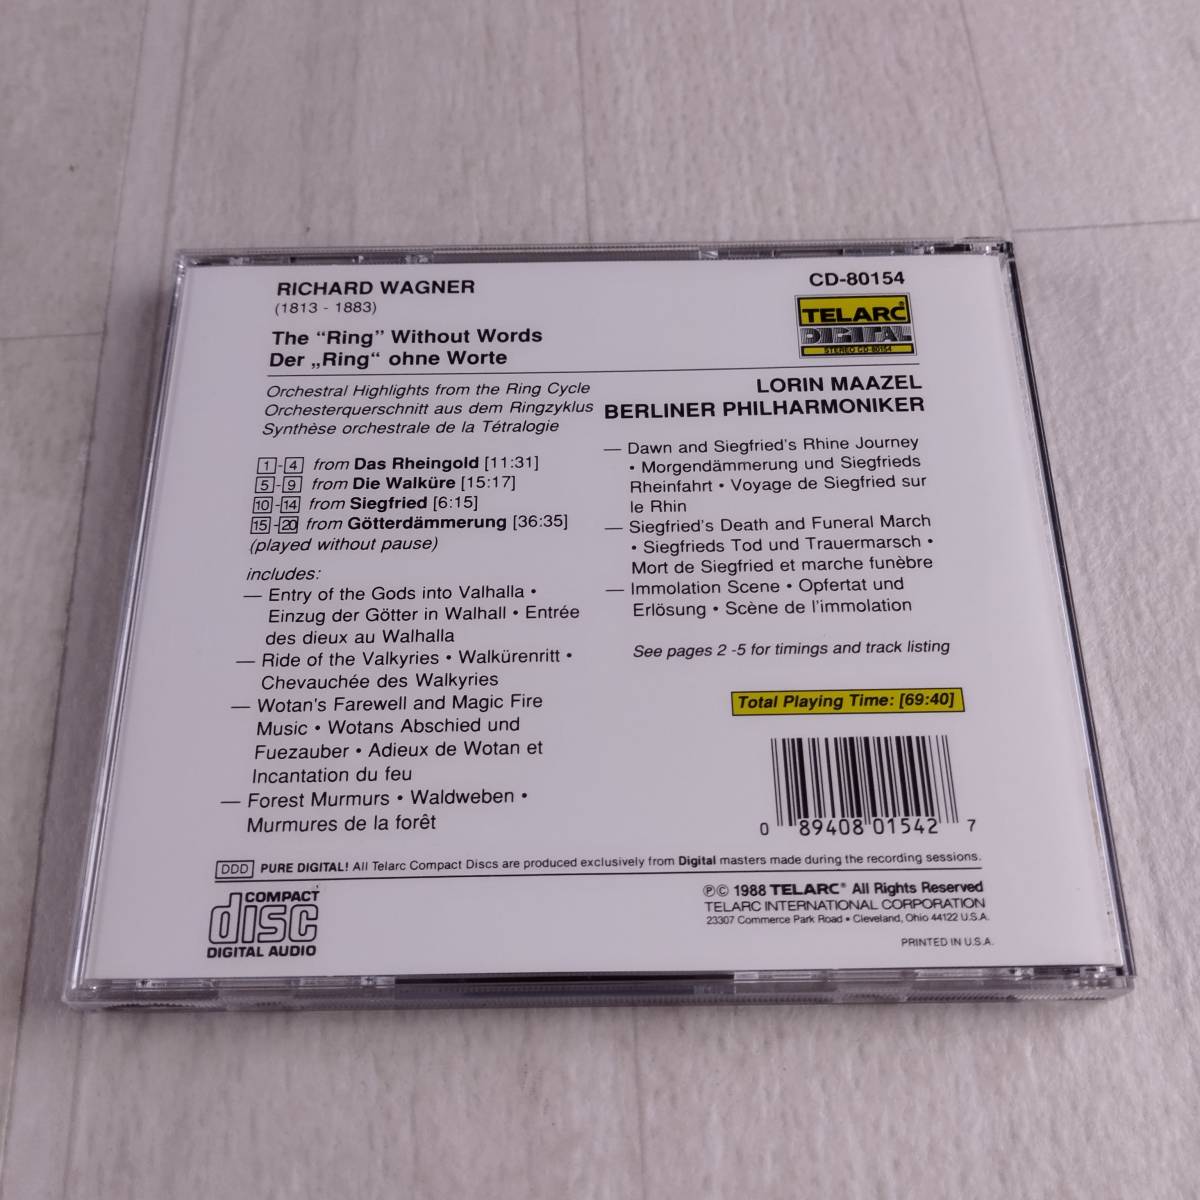 RICHARD WAGNER
(1813 - 1883)
The “Ring” Without Words
Der „Ring“ ohne Worte
Orchestral Highlights from the Ring Cycle
Orchesterquerschnitt aus dem Ringzyklus
Synthèse orchestrale de la Tétralogie
1-4 from Das Rheingold [11:31]
5-9 from Die Walküre [15:17]
10-14 from Siegfried [6:15]
15-20 from Götterdämmerung [36:35]
(played without pause)
includes:
— Entry of the Gods into Valhalla •
Einzug der Götter in Walhall • Entrée
des dieux au Walhalla
— Ride of the Valkyries • Walkürenritt •
Chevauchée des Walkyries
— Wotan's Farewell and Magic Fire
Music • Wotans Abschied und
Fuezauber • Adieux de Wotan et
Incantation du feu
— Forest Murmurs • Waldweben •
Murmures de la forêt
CD-80154
TELARC®
DIGITAL
STEREO CD-80154
LORIN MAAZEL
BERLINER PHILHARMONIKER
— Dawn and Siegfried's Rhine Journey
• Morgendämmerung und Siegfrieds
Rheinfahrt • Voyage de Siegfried sur
le Rhin
— Siegfried's Death and Funeral March
• Siegfrieds Tod und Trauermarsch •
Mort de Siegfried et marche funèbre
— Immolation Scene • Opfertat und
Erlösung • Scène de l'immolation
See pages 2 -5 for timings and track listing
Total Playing Time: [69:40]
0 89408 01542 7
DDD PURE DIGITAL! All Telarc Compact Discs are produced exclusively from Digital masters made during the recording sessions.
COMPACT
disc
DIGITAL AUDIO
℗© 1988 TELARC® All Rights Reserved
TELARC INTERNATIONAL CORPORATION
23307 Commerce Park Road • Cleveland, Ohio 44122 U.S.A.
PRINTED IN U.S.A.